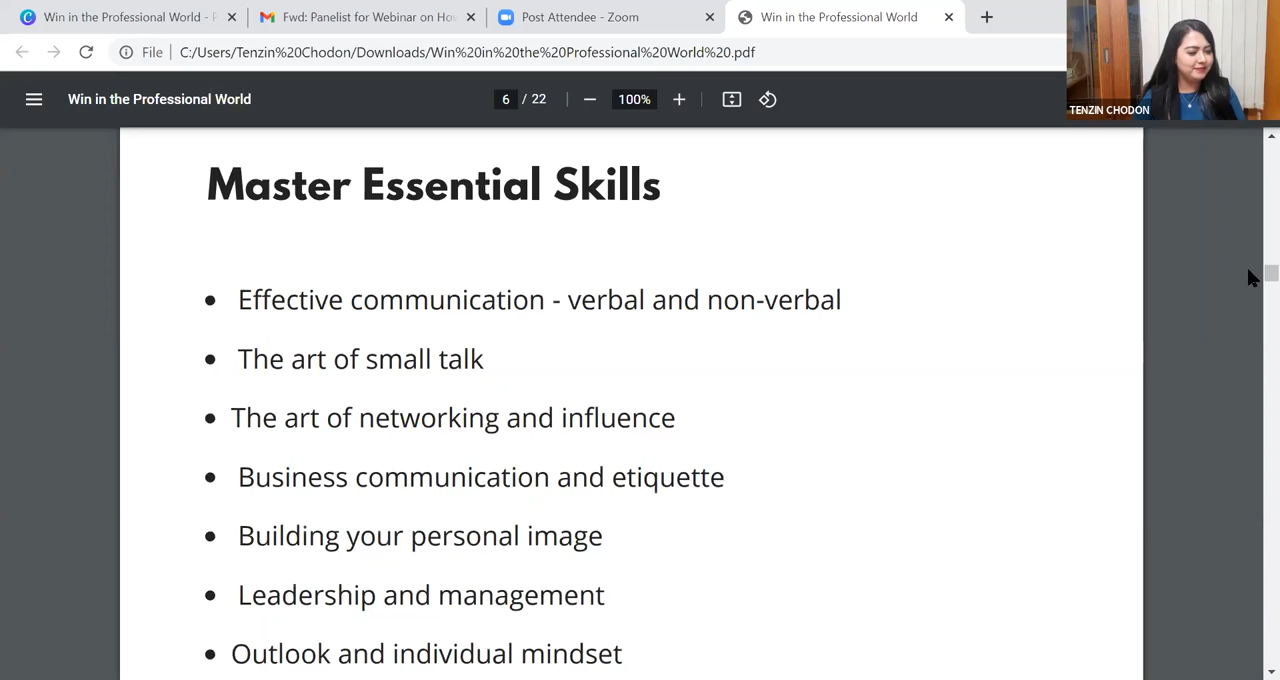 Win in the Professional World - P
Fwd: Panelist for Webinar on How
Post Attendee - Zoom
Win in the Professional World
File
C:/Users/Tenzin%20Chodon/Downloads/Win%20in%20the%20Professional%20World%20.pdf
Win in the Professional World
6 / 22
100%
TENZIN CHODON
Master Essential Skills
• Effective communication - verbal and non-verbal
• The art of small talk
• The art of networking and influence
• Business communication and etiquette
• Building your personal image
• Leadership and management
• Outlook and individual mindset